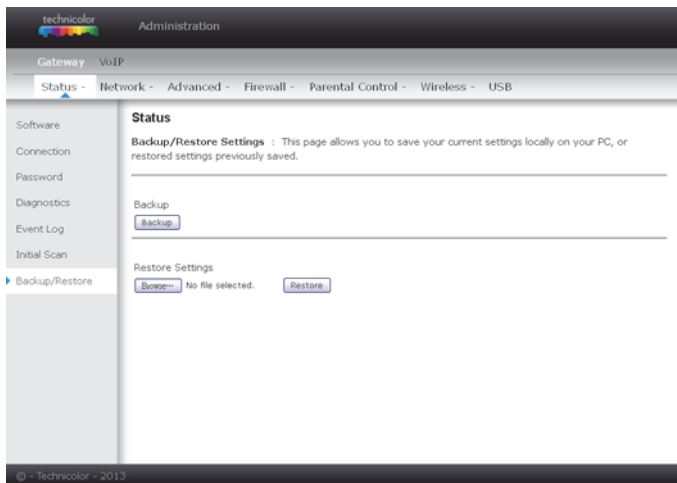 technicolor
Administration
Gateway VoIP
Status - Network - Advanced - Firewall - Parental Control - Wireless - USB
Software
Connection
Password
Diagnostics
Event Log
Initial Scan
Backup/Restore
Status
Backup/Restore Settings : This page allows you to save your current settings locally on your PC, or
restored settings previously saved.
Backup
Backup
Restore Settings
Browse... No file selected. Restore
© - Technicolor - 2013